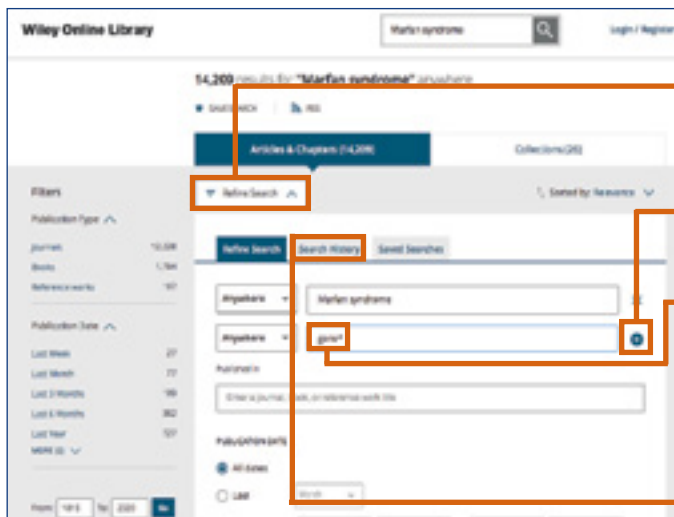 Wiley Online Library
Marfan syndrome
Login / Register
14,209 results for "Marfan syndrome" anywhere
SAVE SEARCH RSS
Articles & Chapters (14,209)
Collections (26)
Filters
Refine Search
Sorted by: Relevance
Publication Type
Journals
Books
Reference works
Refine Search
Search History
Saved Searches
Anywhere
Marfan syndrome
Anywhere
gene*
Publication Date
Last Week 27
Last Month 77
Last 3 Months
Last 6 Months
Last Year
MORE
Published in
Enter a journal, book, or reference work title
PUBLICATION DATE
All dates
Last
Month
From: To: